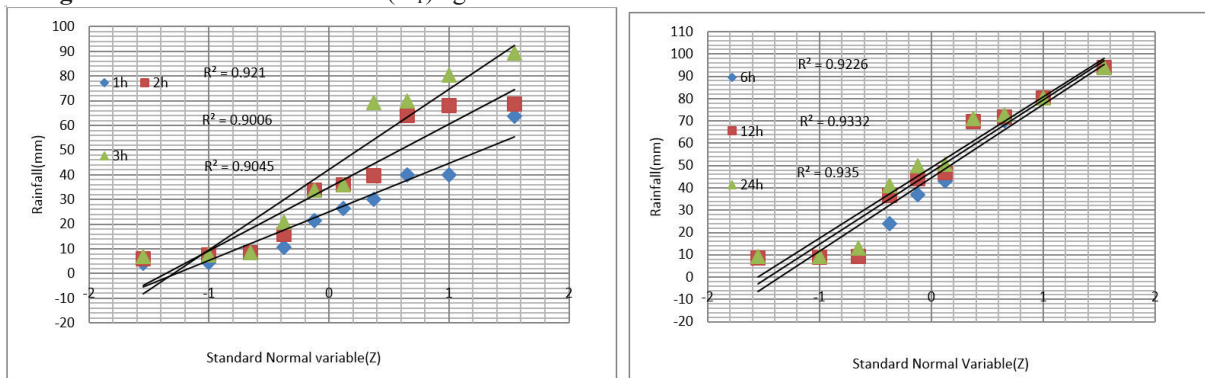 100
90
80
70
60
50
40
30
20
10
0
-10
-20
-2
-1
0
1
2
1h
2h
3h
R² = 0.921
R² = 0.9006
R² = 0.9045
Rainfall(mm)
Standard Normal variable(Z)
110
100
90
80
70
60
50
40
30
20
10
0
-10
-20
-2
-1
0
1
2
6h
12h
24h
R² = 0.9226
R² = 0.9332
R² = 0.935
Rainfall(mm)
Standard Normal Variable(Z)